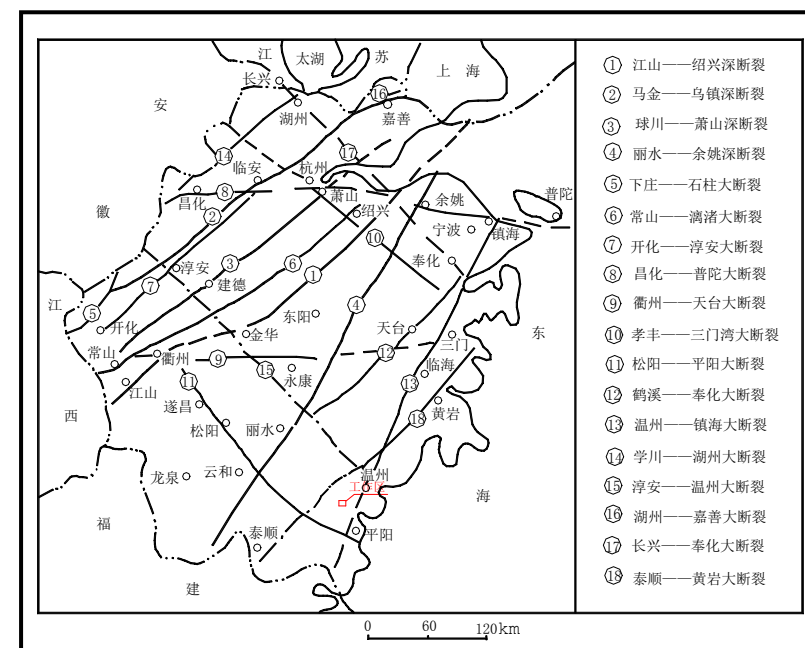 江
太湖
苏
上 海
长兴
⑯
安
湖州
嘉善
⑭
⑰
临安
杭州
⑧
萧山
余姚
普陀
昌化
②
绍兴
徽
⑩
宁波
镇海
淳安
③
⑥
①
奉化
⑦
建德
江
⑤
④
开化
东阳
天台
东
金华
三门
常山
衢州
⑨
⑫
⑮
临海
江山
⑪
永康
⑬
遂昌
⑱
黄岩
西
松阳
丽水
龙泉
云和
温州
工作区
海
福
泰顺
平阳
建
0 60 120km
① 江山——绍兴深断裂
② 马金——乌镇深断裂
③ 球川——萧山深断裂
④ 丽水——余姚深断裂
⑤ 下庄——石柱大断裂
⑥ 常山——漓渚大断裂
⑦ 开化——淳安大断裂
⑧ 昌化——普陀大断裂
⑨ 衢州——天台大断裂
⑩ 孝丰——三门湾大断裂
⑪ 松阳——平阳大断裂
⑫ 鹤溪——奉化大断裂
⑬ 温州——镇海大断裂
⑭ 学川——湖州大断裂
⑮ 淳安——温州大断裂
⑯ 湖州——嘉善大断裂
⑰ 长兴——奉化大断裂
⑱ 泰顺——黄岩大断裂